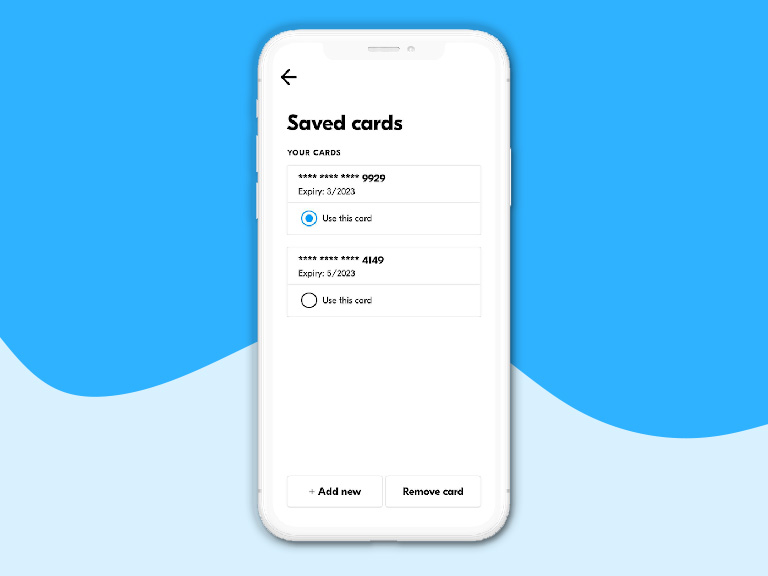 Saved cards
YOUR CARDS
**** **** **** 9929
Expiry: 3/2023
Use this card
**** **** **** 4149
Expiry: 5/2023
Use this card
+ Add new
Remove card